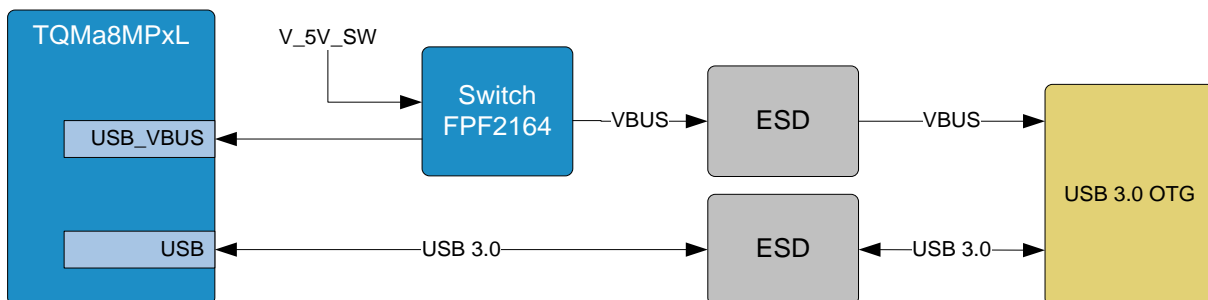 TQMa8MPxL
V_5V_SW
Switch
FPF2164
VBUS
ESD
VBUS
USB_VBUS
USB 3.0 OTG
USB
USB 3.0
ESD
USB 3.0